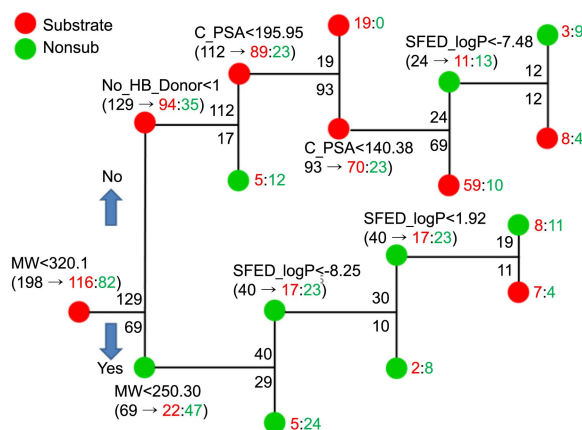 Substrate
Nonsub
C_PSA<195.95
(112 → 89:23)
19:0
SFED_logP<-7.48
(24 → 11:13)
3:9
No_HB_Donor<1
(129 → 94:35)
19
93
12
12
112
17
24
69
8:4
C_PSA<140.38
93 → 70:23)
No
5:12
59:10
SFED_logP<1.92
(40 → 17:23)
8:11
MW<320.1
(198 → 116:82)
SFED_logP<-8.25
(40 → 17:23)
19
11
129
69
30
10
7:4
Yes
40
29
2:8
MW<250.30
(69 → 22:47)
5:24